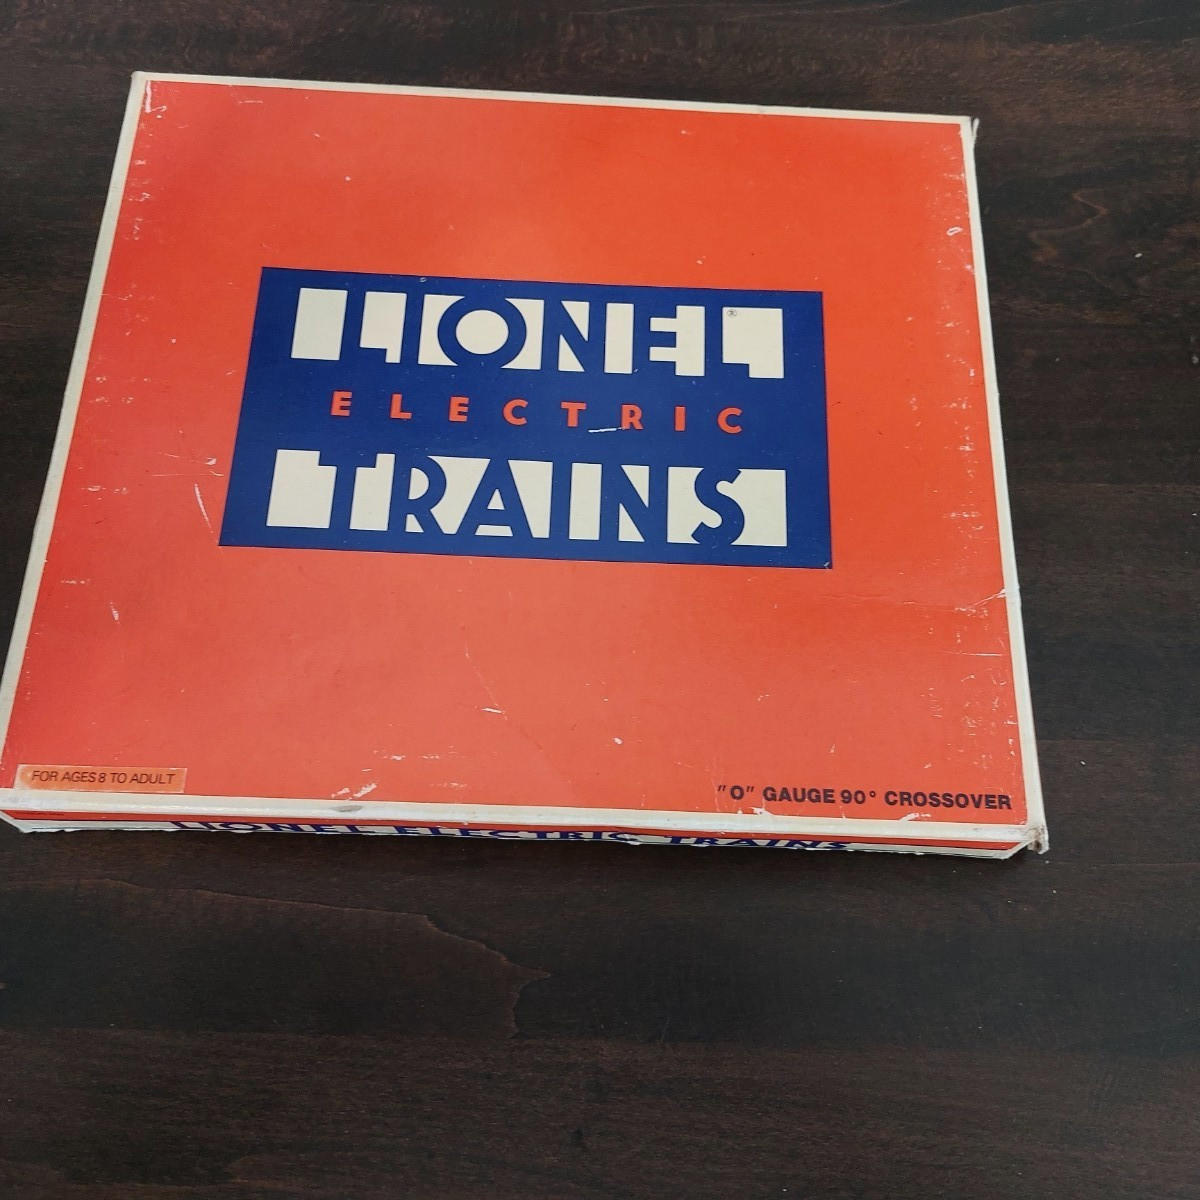 LIONEL®
ELECTRIC
TRAINS
FOR AGES 8 TO ADULT
"O" GAUGE 90° CROSSOVER
LIONEL ELECTRIC TRAINS